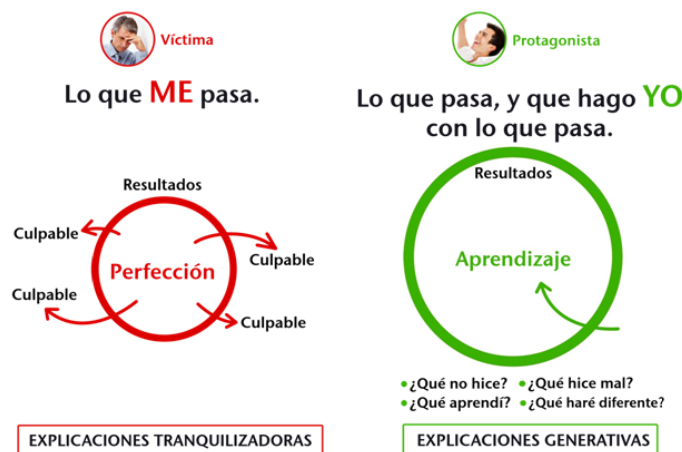 Víctima
Lo que ME pasa.
Resultados
Culpable
Culpable
Perfección
Culpable
Culpable
EXPLICACIONES TRANQUILIZADORAS
Protagonista
Lo que pasa, y que hago YO
con lo que pasa.
Resultados
Aprendizaje
• ¿Qué no hice? • ¿Qué hice mal?
• ¿Qué aprendí? • ¿Qué haré diferente?
EXPLICACIONES GENERATIVAS